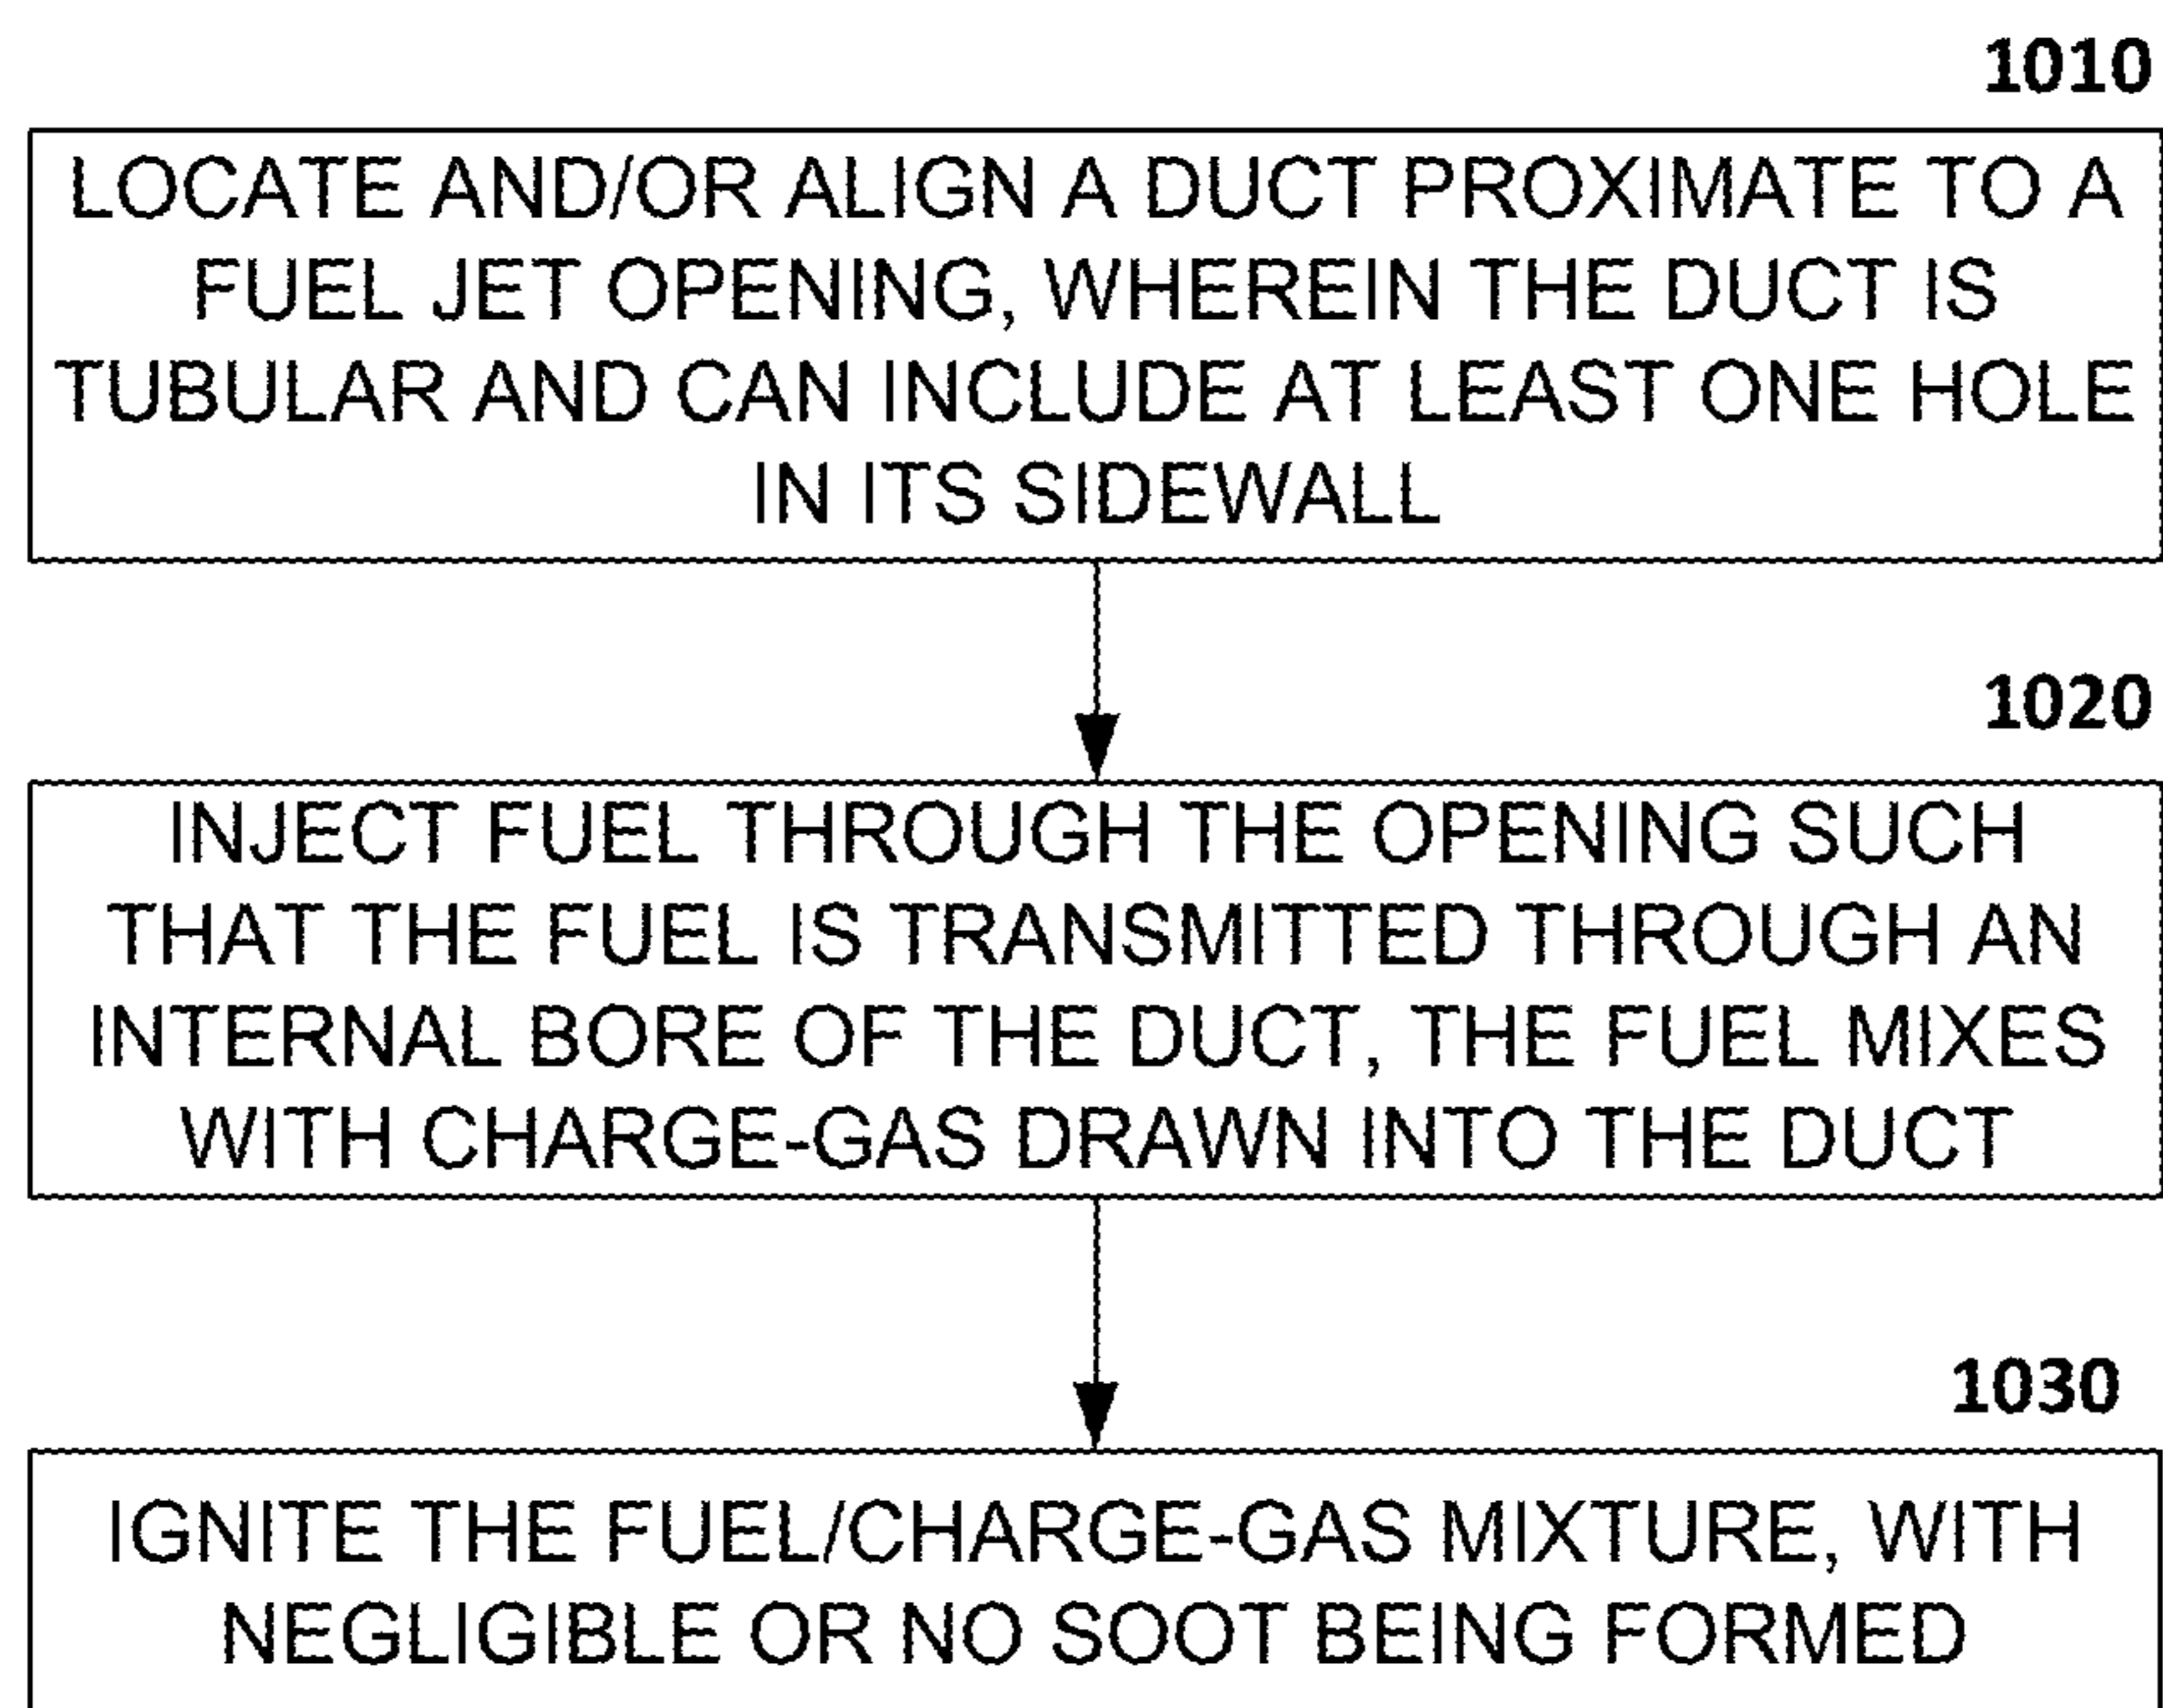 1010
LOCATE AND/OR ALIGN A DUCT PROXIMATE TO A
FUEL JET OPENING, WHEREIN THE DUCT IS
TUBULAR AND CAN INCLUDE AT LEAST ONE HOLE
IN ITS SIDEWALL
1020
INJECT FUEL THROUGH THE OPENING SUCH
THAT THE FUEL IS TRANSMITTED THROUGH AN
INTERNAL BORE OF THE DUCT, THE FUEL MIXES
WITH CHARGE-GAS DRAWN INTO THE DUCT
1030
IGNITE THE FUEL/CHARGE-GAS MIXTURE, WITH
NEGLIGIBLE OR NO SOOT BEING FORMED